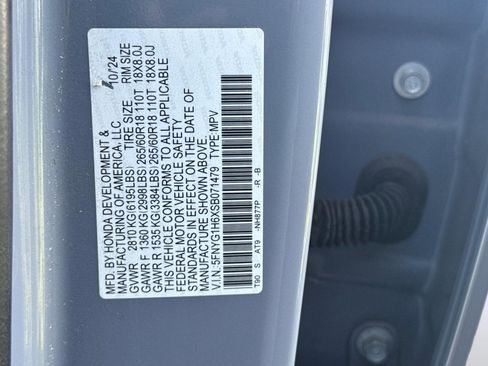 MFD. BY HONDA DEVELOPMENT & 10/24
MANUFACTURING OF AMERICA, LLC
GVWR 2810 KG(6195LBS) TIRE SIZE RIM SIZE
GAWR F 1360 KG(2998LBS) 265/60R18 110T 18X8.0J
GAWR R 1535 KG(3384LBS) 265/60R18 110T 18X8.0J
THIS VEHICLE CONFORMS TO ALL APPLICABLE
FEDERAL MOTOR VEHICLE SAFETY
STANDARDS IN EFFECT ON THE DATE OF
MANUFACTURE SHOWN ABOVE.
V.I.N.: 5FNYG1H6XSB071479 TYPE: MPV
T90 S AT9 -NH877P -R -B